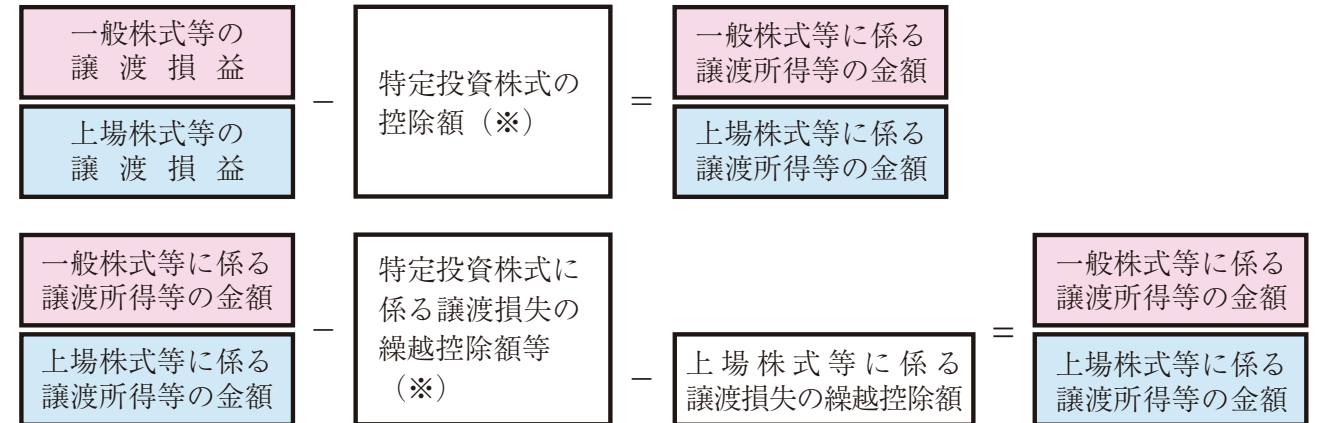 一般株式等の
譲渡損益
上場株式等の
譲渡損益
−
特定投資株式の
控除額（※）
=
一般株式等に係る
譲渡所得等の金額
上場株式等に係る
譲渡所得等の金額
一般株式等に係る
譲渡所得等の金額
上場株式等に係る
譲渡所得等の金額
−
特定投資株式に
係る譲渡損失の
繰越控除額等
（※）
−
上場株式等に係る
譲渡損失の繰越控除額
=
一般株式等に係る
譲渡所得等の金額
上場株式等に係る
譲渡所得等の金額